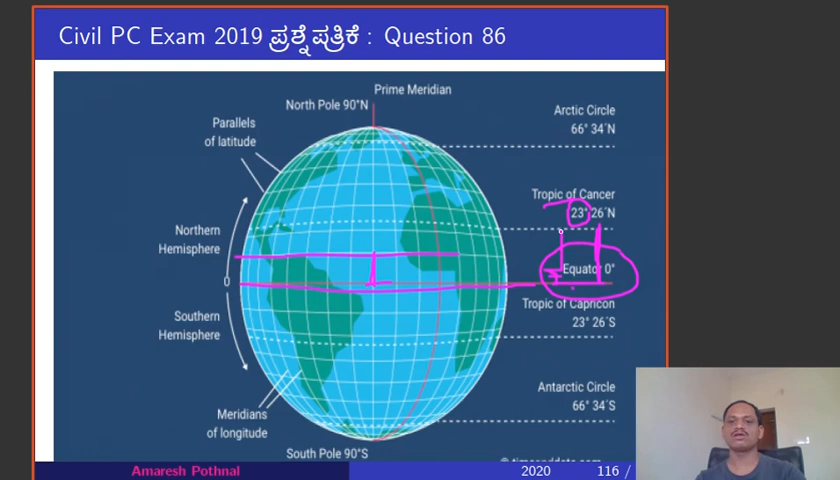 Civil PC Exam 2019 ಪ್ರಶ್ನೆ ಪತ್ರಿಕೆ : Question 86
Prime Meridian
North Pole 90°N
Arctic Circle
66° 34´N
Parallels
of latitude
Tropic of Cancer
23° 26´N
Northern
Hemisphere
Equator 0°
0
Tropic of Capricon
23° 26´S
Southern
Hemisphere
Antarctic Circle
66° 34´S
Meridians
of longitude
South Pole 90°S
Amaresh Pothnal
2020
116 /